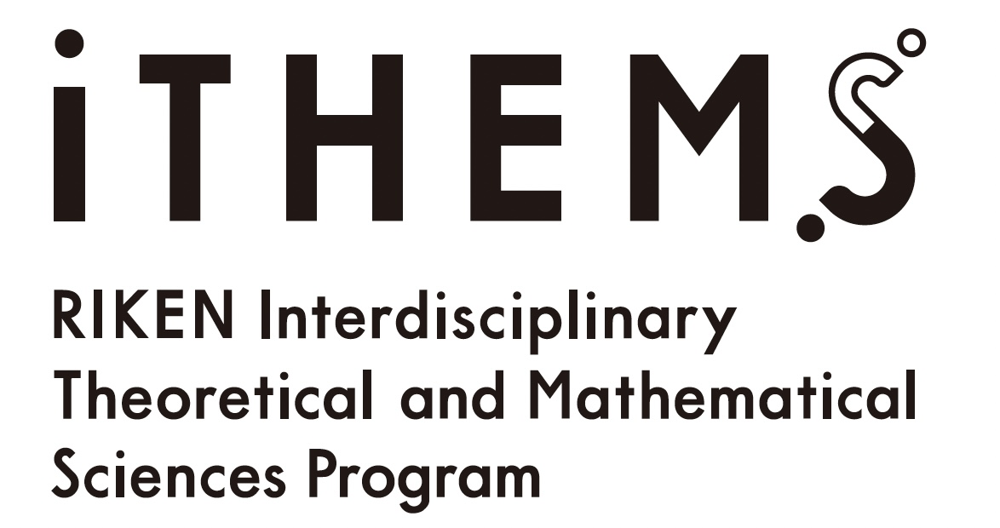 iTHEMS
RIKEN Interdisciplinary
Theoretical and Mathematical
Sciences Program